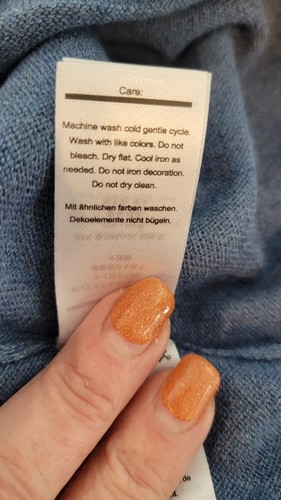 Care:
Machine wash cold gentle cycle.
Wash with like colors. Do not
bleach. Dry flat. Cool iron as
needed. Do not iron decoration.
Do not dry clean.
Mit ähnlichen farben waschen.
Dekoelemente nicht bügeln.
de